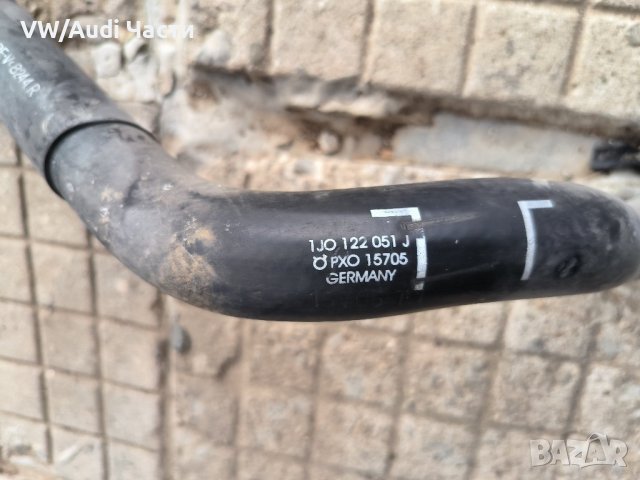 VW/Audi Части
1J0 122 051 J
PXO 15705
GERMANY
BAZAR